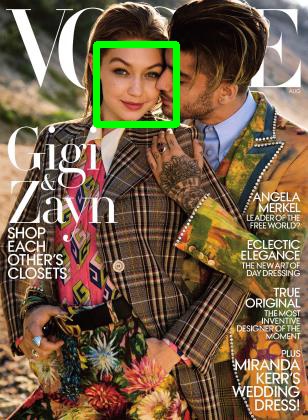 VOGUE
AUG
Gigi
&
Zayn
SHOP
EACH
OTHER'S
CLOSETS
ANGELA
MERKEL
LEADER OF THE
FREE WORLD?
ECLECTIC
ELEGANCE
THE NEW ART OF
DAY DRESSING
TRUE
ORIGINAL
THE MOST
INVENTIVE
DESIGNER OF THE
MOMENT
PLUS
MIRANDA
KERR'S
WEDDING
DRESS!